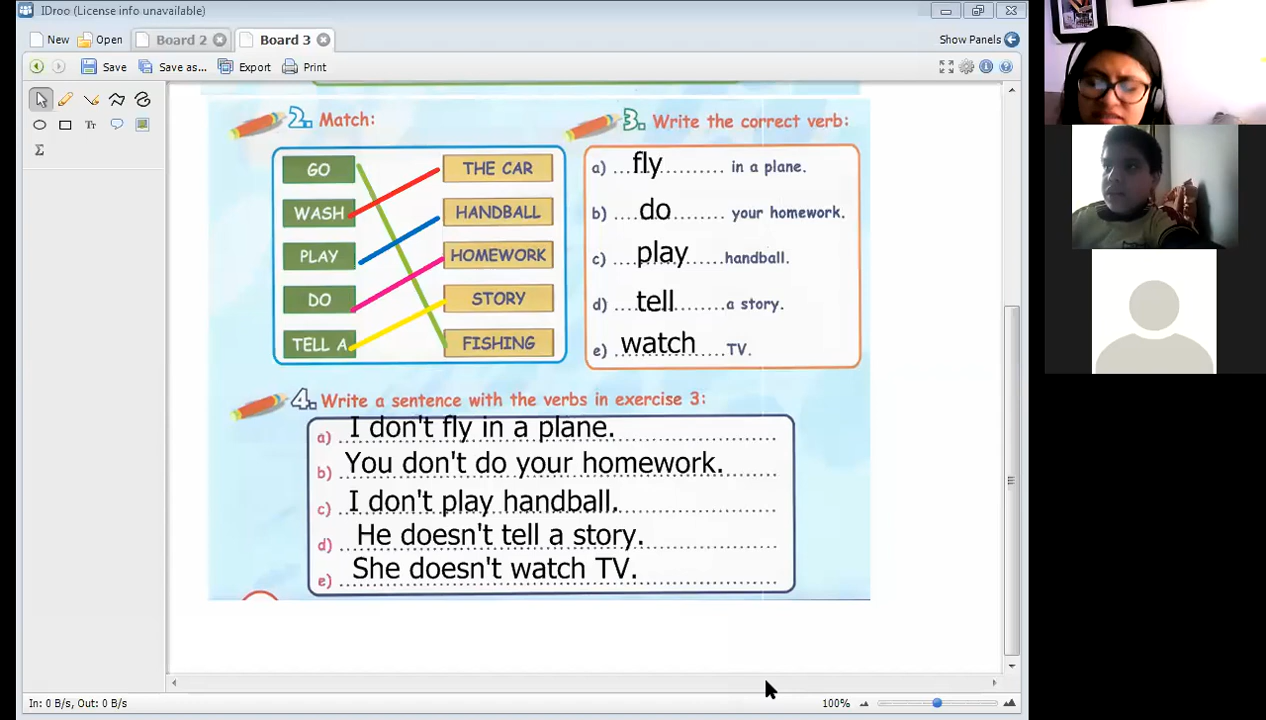 IDroo (License info unavailable)
New Open Board 2 Board 3 Show Panels
Save Save as... Export Print
2. Match:
GO THE CAR
WASH HANDBALL
PLAY HOMEWORK
DO STORY
TELL A FISHING
3. Write the correct verb:
a) ...fly.......... in a plane.
b) ....do........ your homework.
c) ....play......handball.
d) ...tell........a story.
e) watch....TV.
4. Write a sentence with the verbs in exercise 3:
a) I don't fly in a plane.
b) You don't do your homework.
c) I don't play handball.
d) He doesn't tell a story.
e) She doesn't watch TV.
In: 0 B/s, Out: 0 B/s 100%